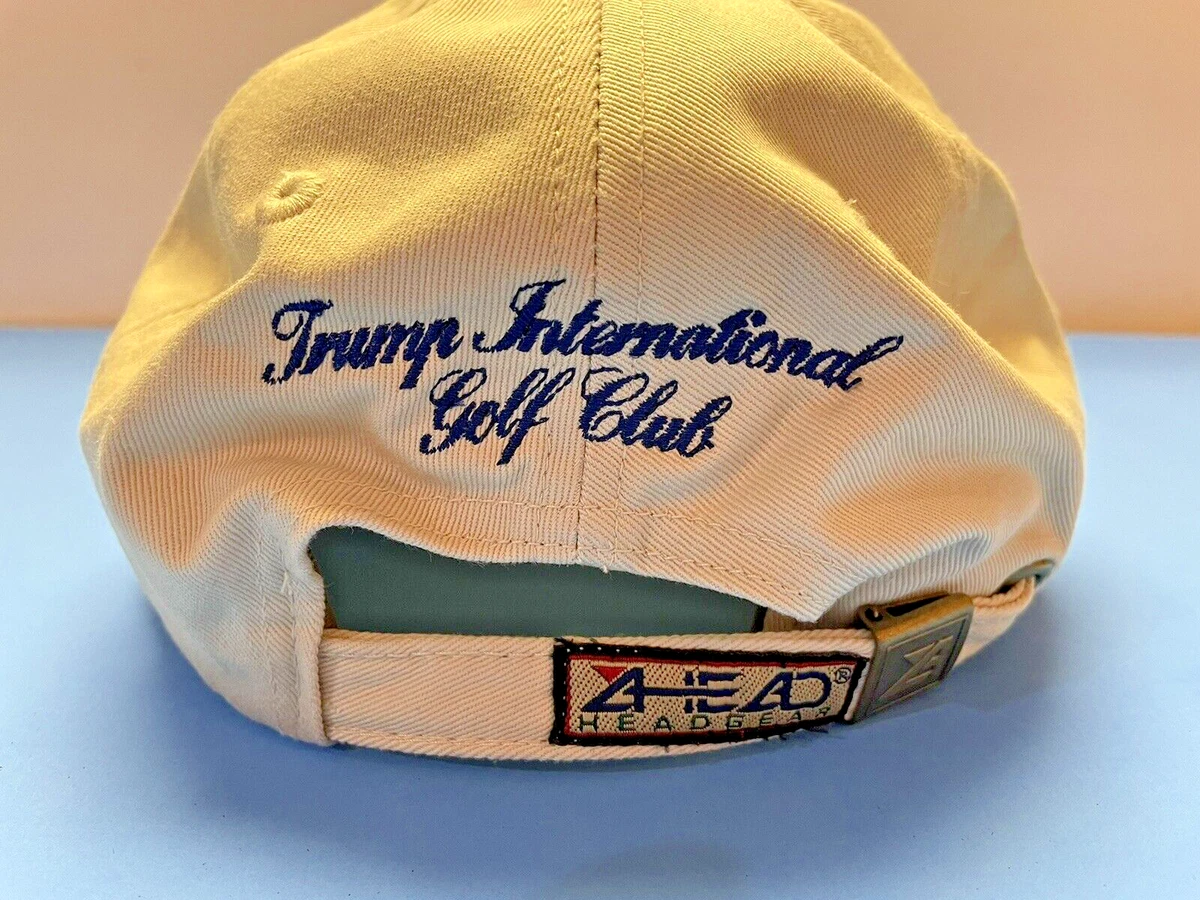 Trump International
Golf Club
AHEAD®
HEADGEAR